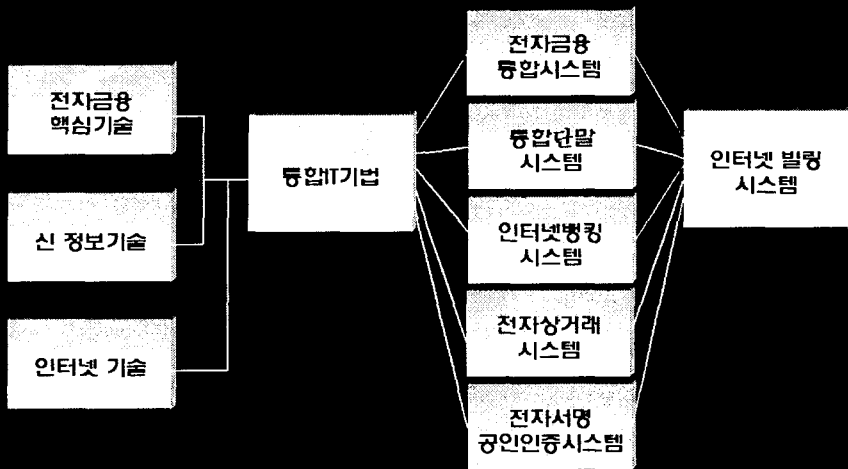 전자금융
핵심기술
신 정보기술
인터넷 기술
통합IT기법
전자금융
통합시스템
통합단말
시스템
인터넷뱅킹
시스템
전자상거래
시스템
전자서명
공인인증시스템
인터넷 빌링
시스템